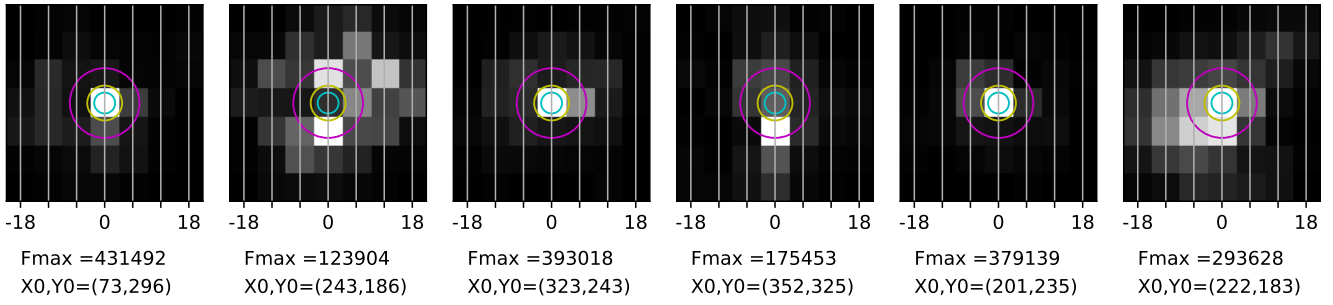 -18 0 18 -18 0 18 -18 0 18 -18 0 18 -18 0 18 -18 0 18
Fmax =431492 Fmax =123904 Fmax =393018 Fmax =175453 Fmax =379139 Fmax =293628
X0,Y0=(73,296) X0,Y0=(243,186) X0,Y0=(323,243) X0,Y0=(352,325) X0,Y0=(201,235) X0,Y0=(222,183)